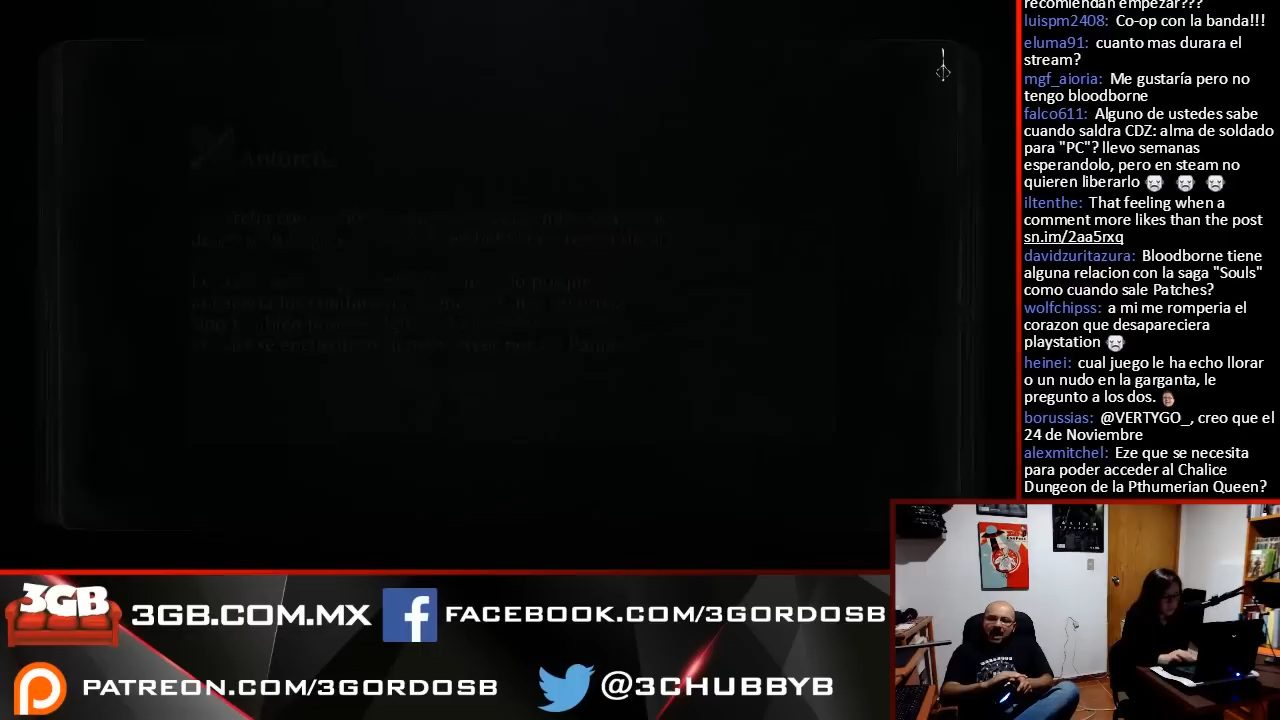 recomiendan empezar???
luispm2408: Co-op con la banda!!!
eluma91: cuanto mas durara el
stream?
mgf_aioria: Me gustaría pero no
tengo bloodborne
falco611: Alguno de ustedes sabe
cuando saldra CDZ: alma de soldado
para "PC"? llevo semanas
esperandolo, pero en steam no
quieren liberarlo
iltenthe: That feeling when a
comment more likes than the post
sn.im/2aa5rxq
davidzuritazura: Bloodborne tiene
alguna relacion con la saga "Souls"
como cuando sale Patches?
wolfchipss: a mi me romperia el
corazon que desapareciera
playstation
heinei: cual juego le ha echo llorar
o un nudo en la garganta, le
pregunto a los dos.
borussias: @VERTYGO_, creo que el
24 de Noviembre
alexmitchel: Eze que se necesita
para poder acceder al Chalice
Dungeon de la Pthumerian Queen?
Antorcha
3GB
3GB.COM.MX
FACEBOOK.COM/3GORDOSB
PATREON.COM/3GORDOSB
@3CHUBBYB